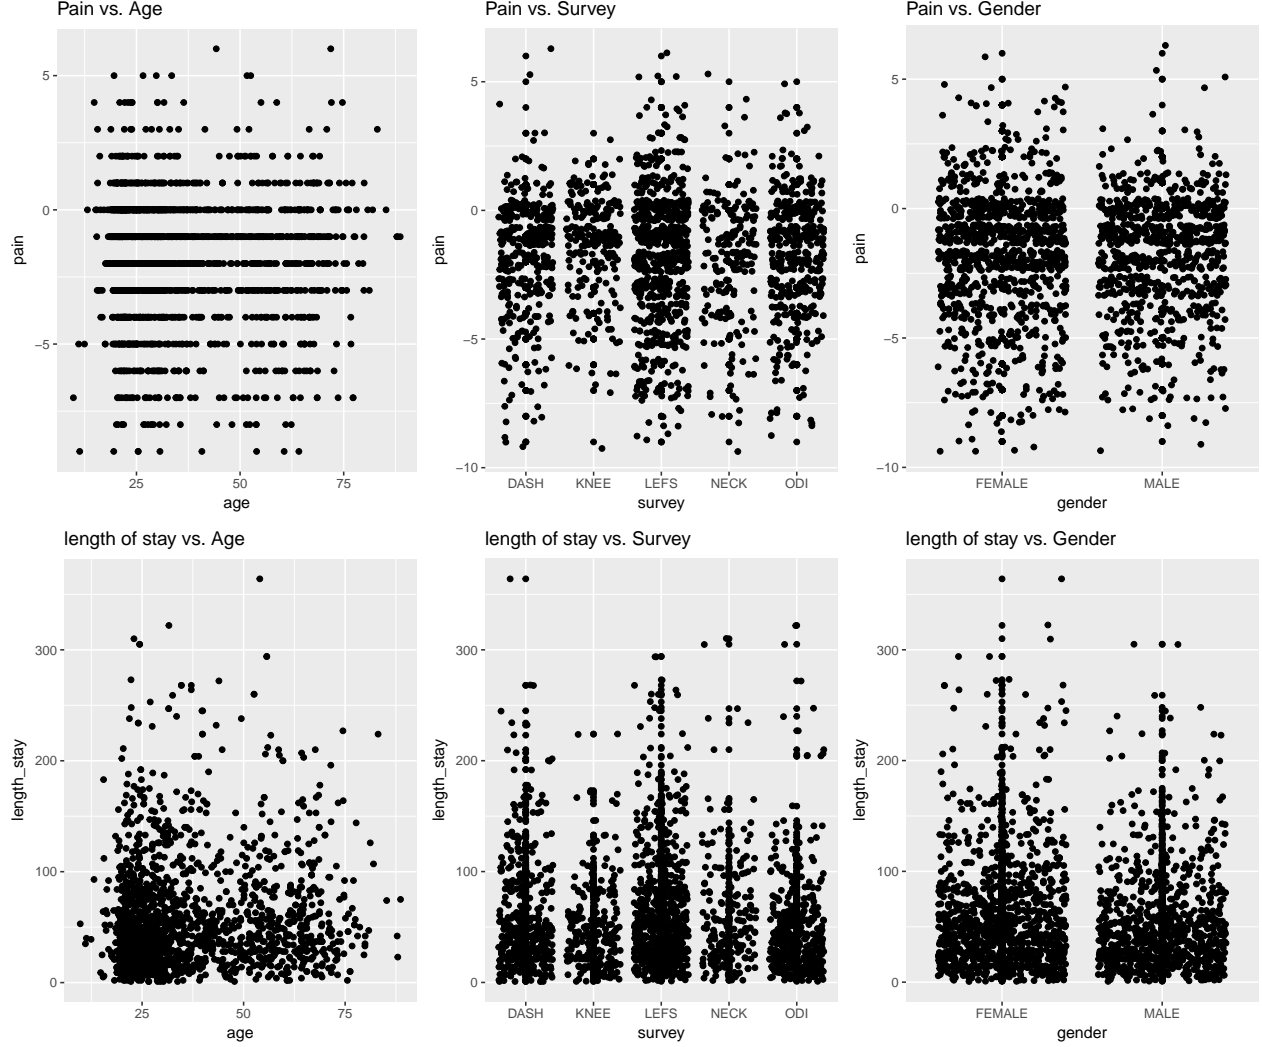 Pain vs. Age
5
0
−5
pain
25 50 75
age
Pain vs. Survey
5
0
−5
−10
pain
DASH KNEE LEFS NECK ODI
survey
Pain vs. Gender
5
0
−5
−10
pain
FEMALE MALE
gender
length of stay vs. Age
300
200
100
0
length_stay
25 50 75
age
length of stay vs. Survey
300
200
100
0
length_stay
DASH KNEE LEFS NECK ODI
survey
length of stay vs. Gender
300
200
100
0
length_stay
FEMALE MALE
gender